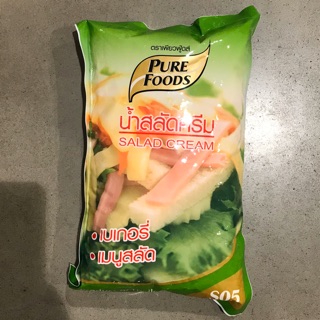 ตราเพียวฟู้ดส์
PURE
FOODS
น้ำสลัดครีม
SALAD CREAM
• เบเกอรี่
• เมนูสลัด
S05